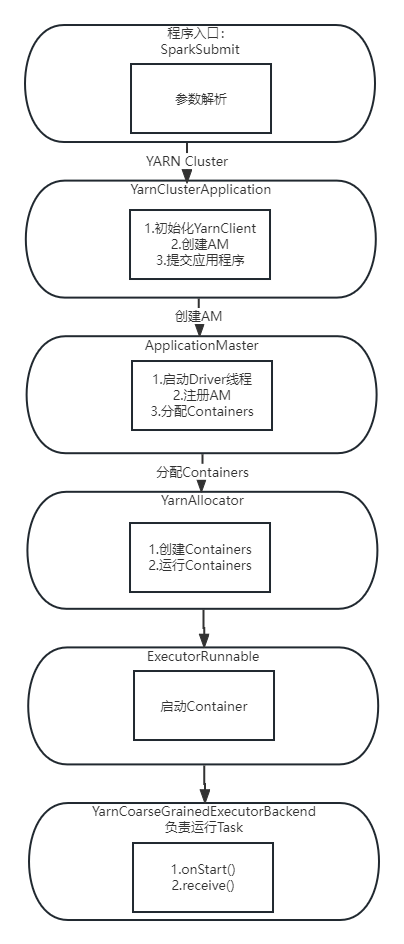 程序入口：
SparkSubmit
参数解析
YARN Cluster
YarnClusterApplication
1.初始化YarnClient
2.创建AM
3.提交应用程序
创建AM
ApplicationMaster
1.启动Driver线程
2.注册AM
3.分配Containers
分配Containers
YarnAllocator
1.创建Containers
2.运行Containers
ExecutorRunnable
启动Container
YarnCoarseGrainedExecutorBackend
负责运行Task
1.onStart()
2.receive()